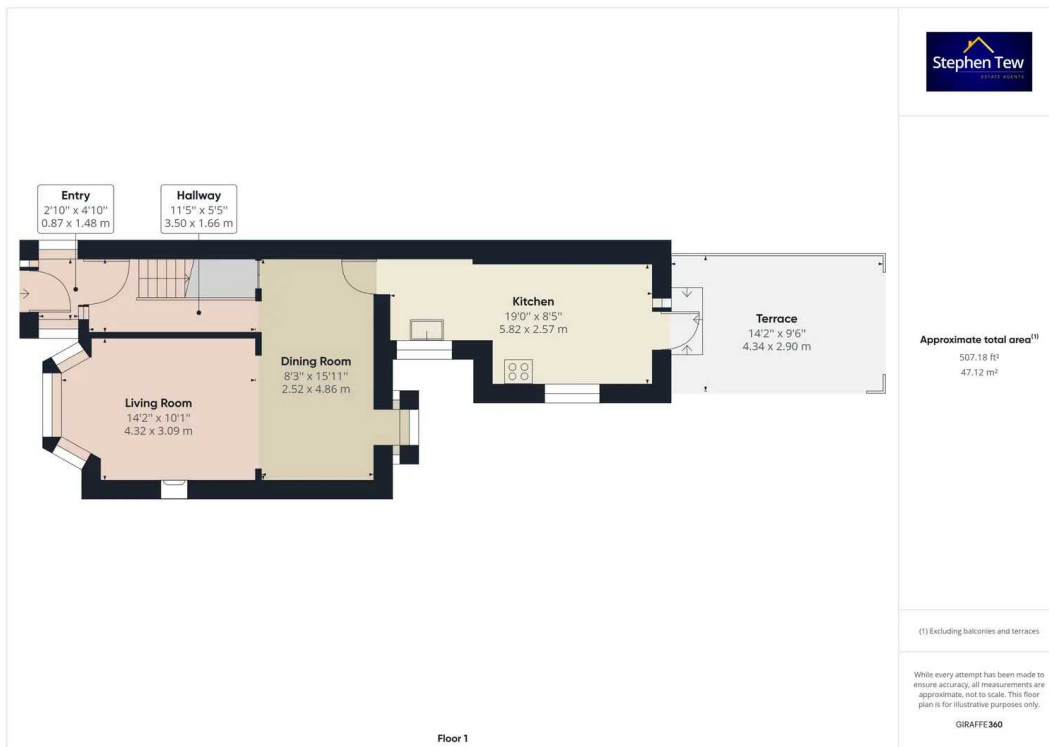 Entry
2'10" x 4'10"
0.87 x 1.48 m
Hallway
11'5" x 5'5"
3.50 x 1.66 m
Kitchen
19'0" x 8'5"
5.82 x 2.57 m
Terrace
14'2" x 9'6"
4.34 x 2.90 m
Dining Room
8'3" x 15'11"
2.52 x 4.86 m
Living Room
14'2" x 10'1"
4.32 x 3.09 m
Floor 1
Stephen Tew
ESTATE AGENTS
Approximate total area⁽¹⁾
507.18 ft²
47.12 m²
(1) Excluding balconies and terraces
While every attempt has been made to
ensure accuracy, all measurements are
approximate, not to scale. This floor
plan is for illustrative purposes only.
GIRAFFE360